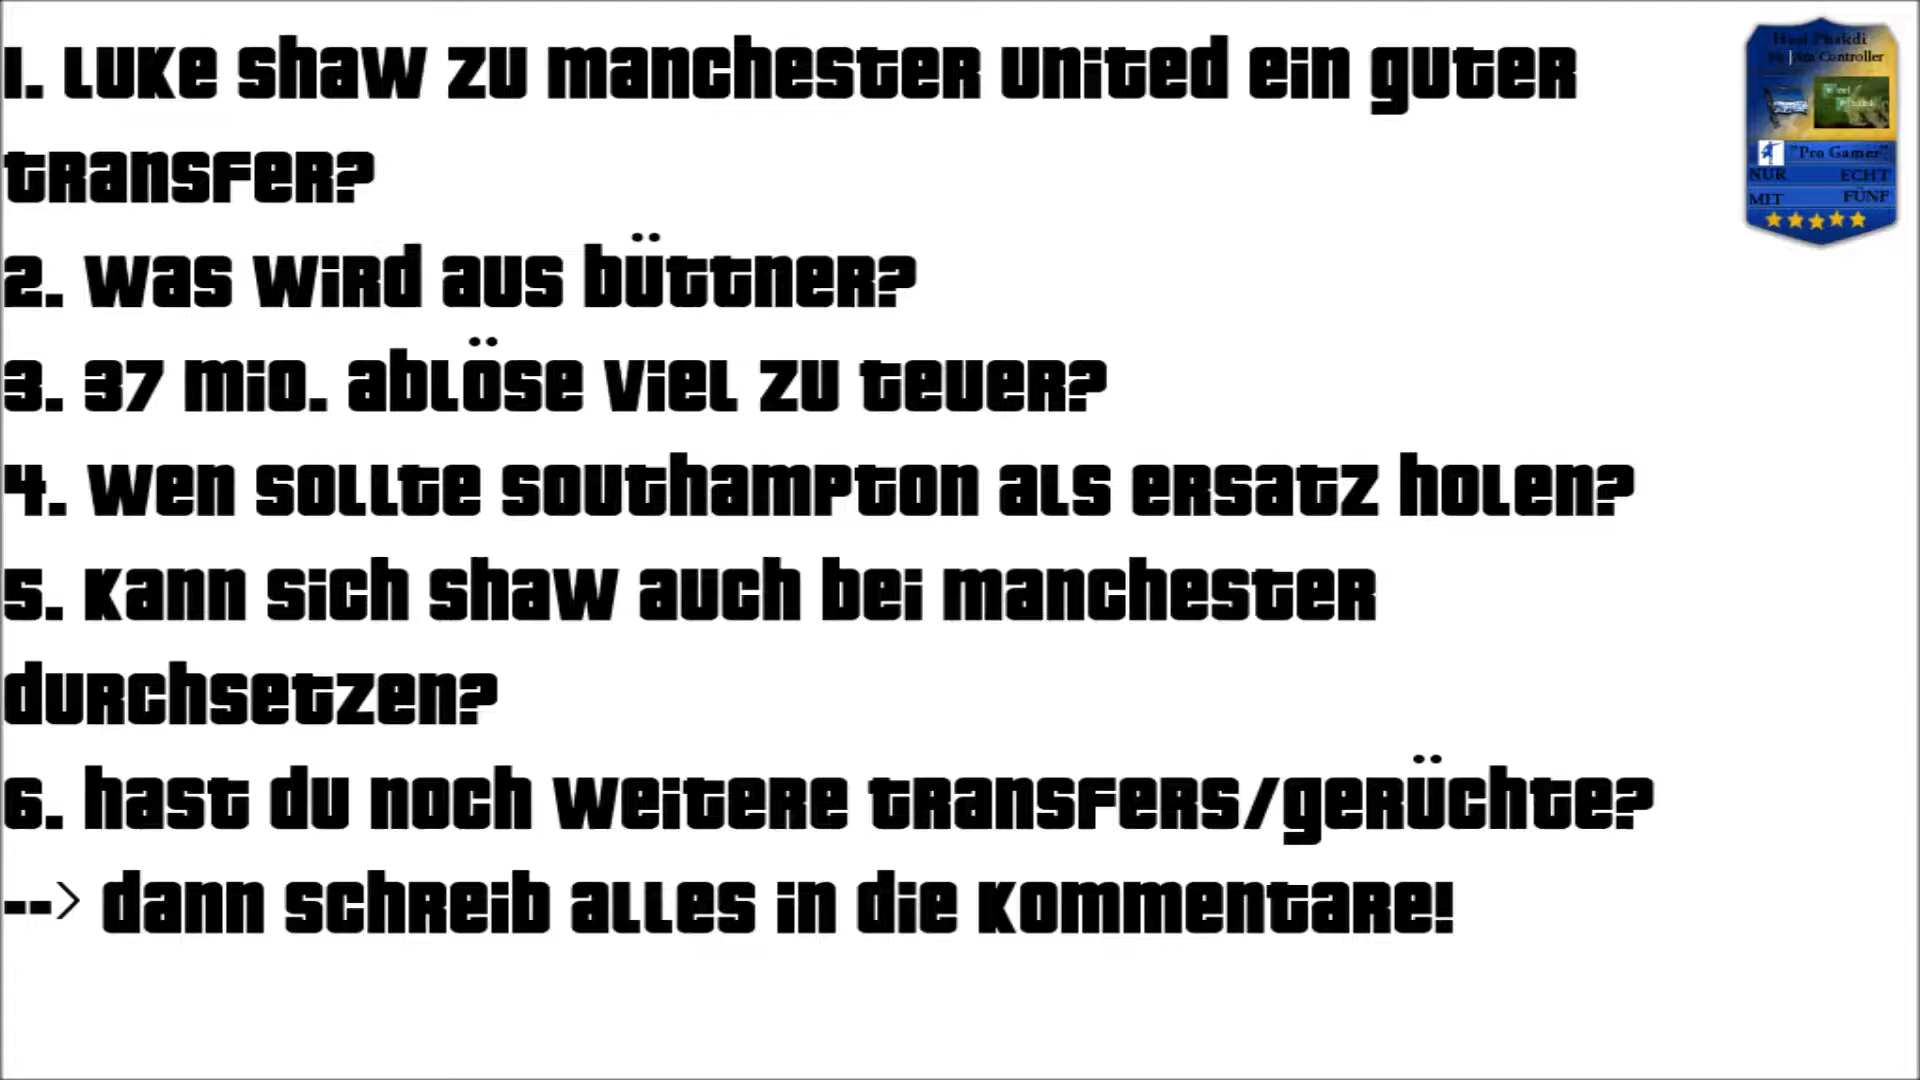 1. Luke Shaw zu Manchester United ein guter
Transfer?
2. Was wird aus Büttner?
3. 37 Mio. Ablöse viel zu teuer?
4. Wen sollte Southampton als Ersatz holen?
5. Kann sich Shaw auch bei Manchester
durchsetzen?
6. Hast du noch weitere Transfers/Gerüchte?
--> Dann schreib alles in die Kommentare!
Controller
"Pro Gamer"
NUR ECHT
MIT FÜNF